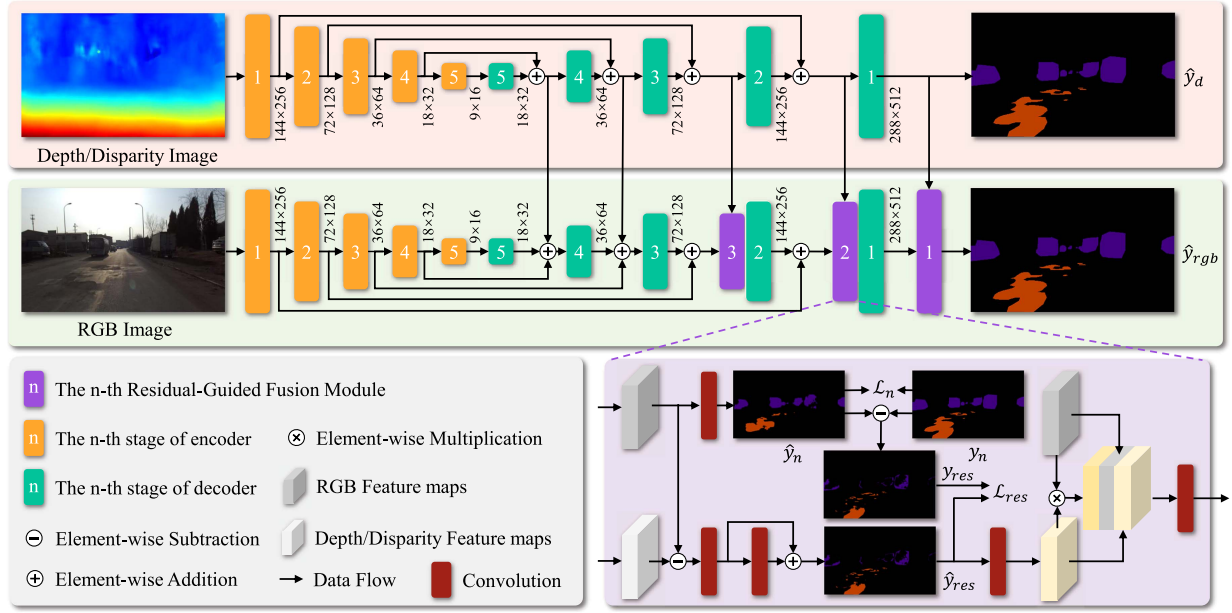 1 2 3 4 5 5 4 3 2 1
144×256 72×128 36×64 18×32 9×16 18×32 36×64 72×128 144×256 288×512
ŷ_d
Depth/Disparity Image
1 2 3 4 5 5 4 3 3 2 2 1 1
144×256 72×128 36×64 18×32 9×16 18×32 36×64 72×128 144×256 288×512
ŷ_rgb
RGB Image
n The n-th Residual-Guided Fusion Module
n The n-th stage of encoder
Element-wise Multiplication
n The n-th stage of decoder
RGB Feature maps
Element-wise Subtraction
Depth/Disparity Feature maps
Element-wise Addition
Data Flow
Convolution
ℒ_n
ŷ_n
y_n
y_res
ℒ_res
ŷ_res